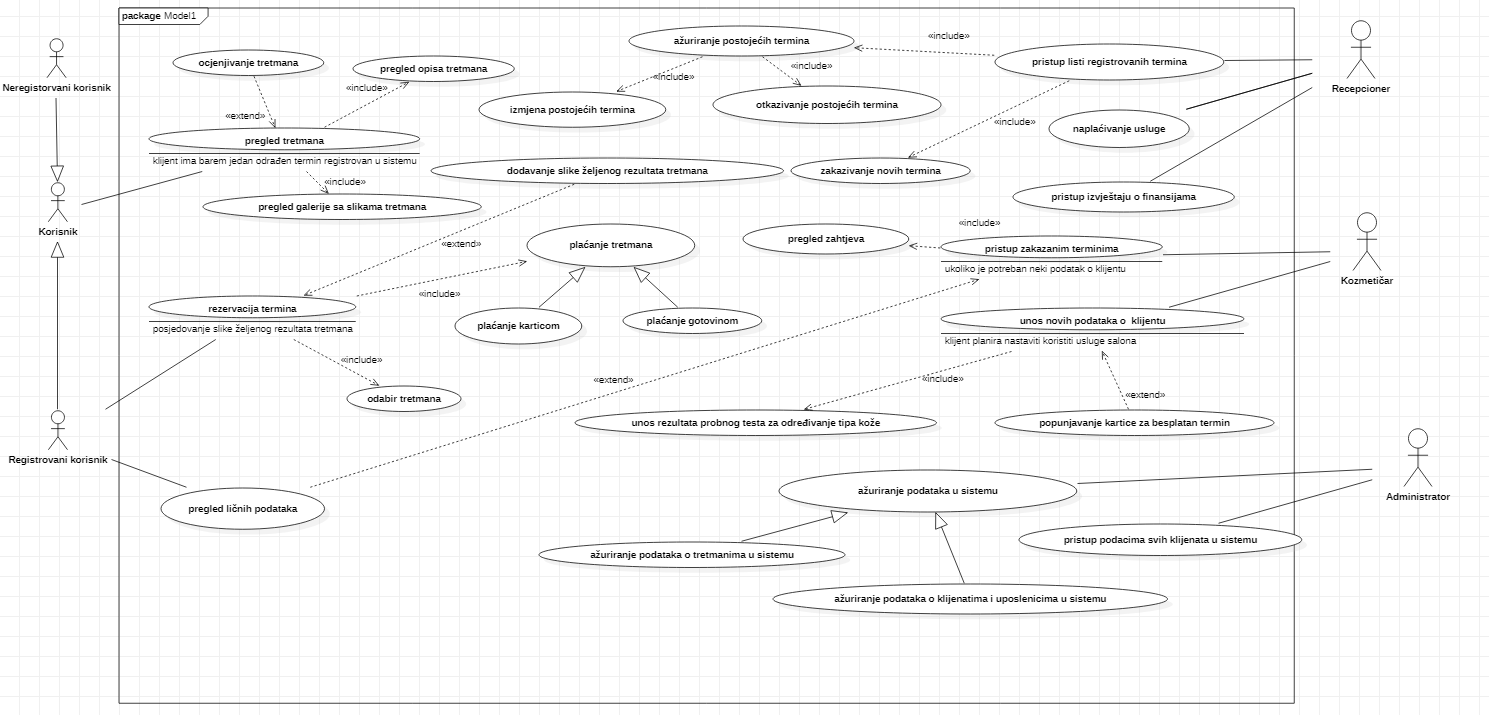 package Model1
Neregistorvani korisnik
Korisnik
Registrovani korisnik
ocjenjivanje tretmana
pregled opisa tretmana
«include»
«extend»
pregled tretmana
klijent ima barem jedan odrađen termin registrovan u sistemu
«include»
pregled galerije sa slikama tretmana
ažuriranje postojećih termina
«include»
«include»
«include»
izmjena postojećih termina
otkazivanje postojećih termina
pristup listi registrovanih termina
«include»
naplaćivanje usluge
zakazivanje novih termina
pristup izvještaju o finansijama
Recepcioner
dodavanje slike željenog rezultata tretmana
«extend»
plaćanje tretmana
«include»
plaćanje karticom
plaćanje gotovinom
rezervacija termina
posjedovanje slike željenog rezultata tretmana
«include»
odabir tretmana
pregled zahtjeva
«include»
pristup zakazanim terminima
ukoliko je potreban neki podatak o klijentu
Kozmetičar
unos novih podataka o  klijentu
klijent planira nastaviti koristiti usluge salona
«extend»
«include»
«extend»
unos rezultata probnog testa za određivanje tipa kože
popunjavanje kartice za besplatan termin
pregled ličnih podataka
ažuriranje podataka u sistemu
Administrator
pristup podacima svih klijenata u sistemu
ažuriranje podataka o tretmanima u sistemu
ažuriranje podataka o klijenatima i uposlenicima u sistemu